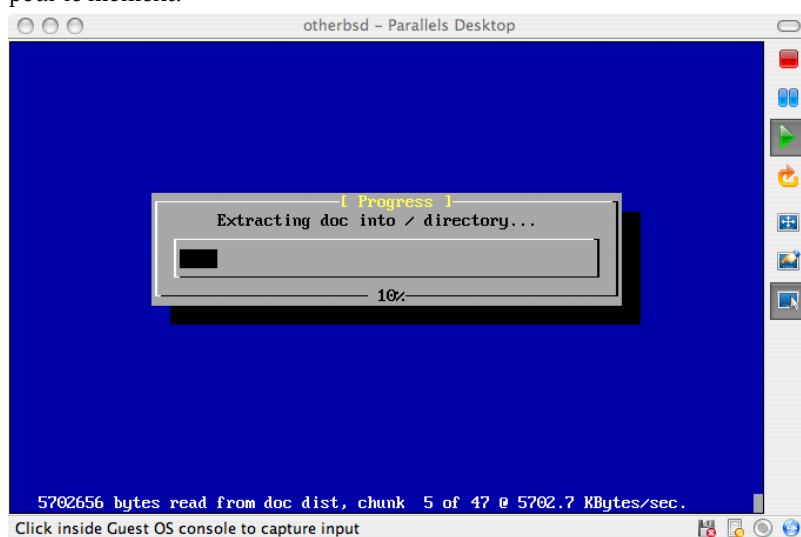 otherbsd – Parallels Desktop
[ Progress ]
Extracting doc into / directory...
10%
5702656 bytes read from doc dist, chunk  5 of 47 @ 5702.7 KBytes/sec.
Click inside Guest OS console to capture input